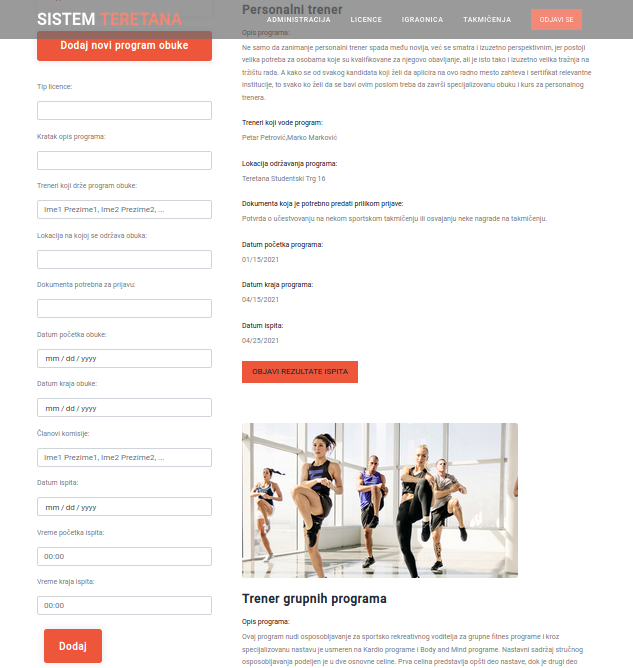 SISTEM TERETANA
ADMINISTRACIJA
LICENCE
IGRAONICA
TAKMIČENJA
ODJAVI SE
Dodaj novi program obuke
Tip licence:
Kratak opis programa:
Treneri koji drže program obuke:
Ime1 Prezime1, Ime2 Prezime2, ...
Lokacija na kojoj se održava obuka:
Dokumenta potrebna za prijavu:
Datum početka obuke:
mm / dd / yyyy
Datum kraja obuke:
mm / dd / yyyy
Članovi komisije:
Ime1 Prezime1, Ime2 Prezime2, ...
Datum ispita:
mm / dd / yyyy
Vreme početka ispita:
00:00
Vreme kraja ispita:
00:00
Dodaj
Personalni trener
Opis programa:
Ne samo da zanimanje personalni trener spada među novija, već se smatra i izuzetno perspektivnim, jer postoji
velika potreba za osobama koje su kvalifikovane za njegovo obavljanje, ali je isto tako i izuzetno velika tražnja na
tržištu rada. A kako se od svakog kandidata koji želi da aplicira na ovo radno mesto zahteva i sertifikat relevantne
institucije, to svako ko želi da se bavi ovim poslom treba da završi specijalizovanu obuku i kurs za personalnog
trenera.
Treneri koji vode program:
Petar Petrović,Marko Marković
Lokacija održavanja programa:
Teretana Studentski Trg 16
Dokumenta koja je potrebno predati prilikom prijave:
Potvrda o učestvovanju na nekom sportskom takmičenju ili osvajanju neke nagrade na takmičenju.
Datum početka programa:
01/15/2021
Datum kraja programa:
04/15/2021
Datum ispita:
04/25/2021
OBJAVI REZULTATE ISPITA
Trener grupnih programa
Opis programa:
Ovaj program nudi osposobljavanje za sportsko rekreativnog voditelja za grupne fitnes programe i kroz
specijalizovanu nastavu je usmeren na Kardio programe i Body and Mind programe. Nastavni sadržaj stručnog
osposobljavanja podeljen je u dve osnovne celine. Prva celina predstavlja opšti deo nastave, dok je drugi deo